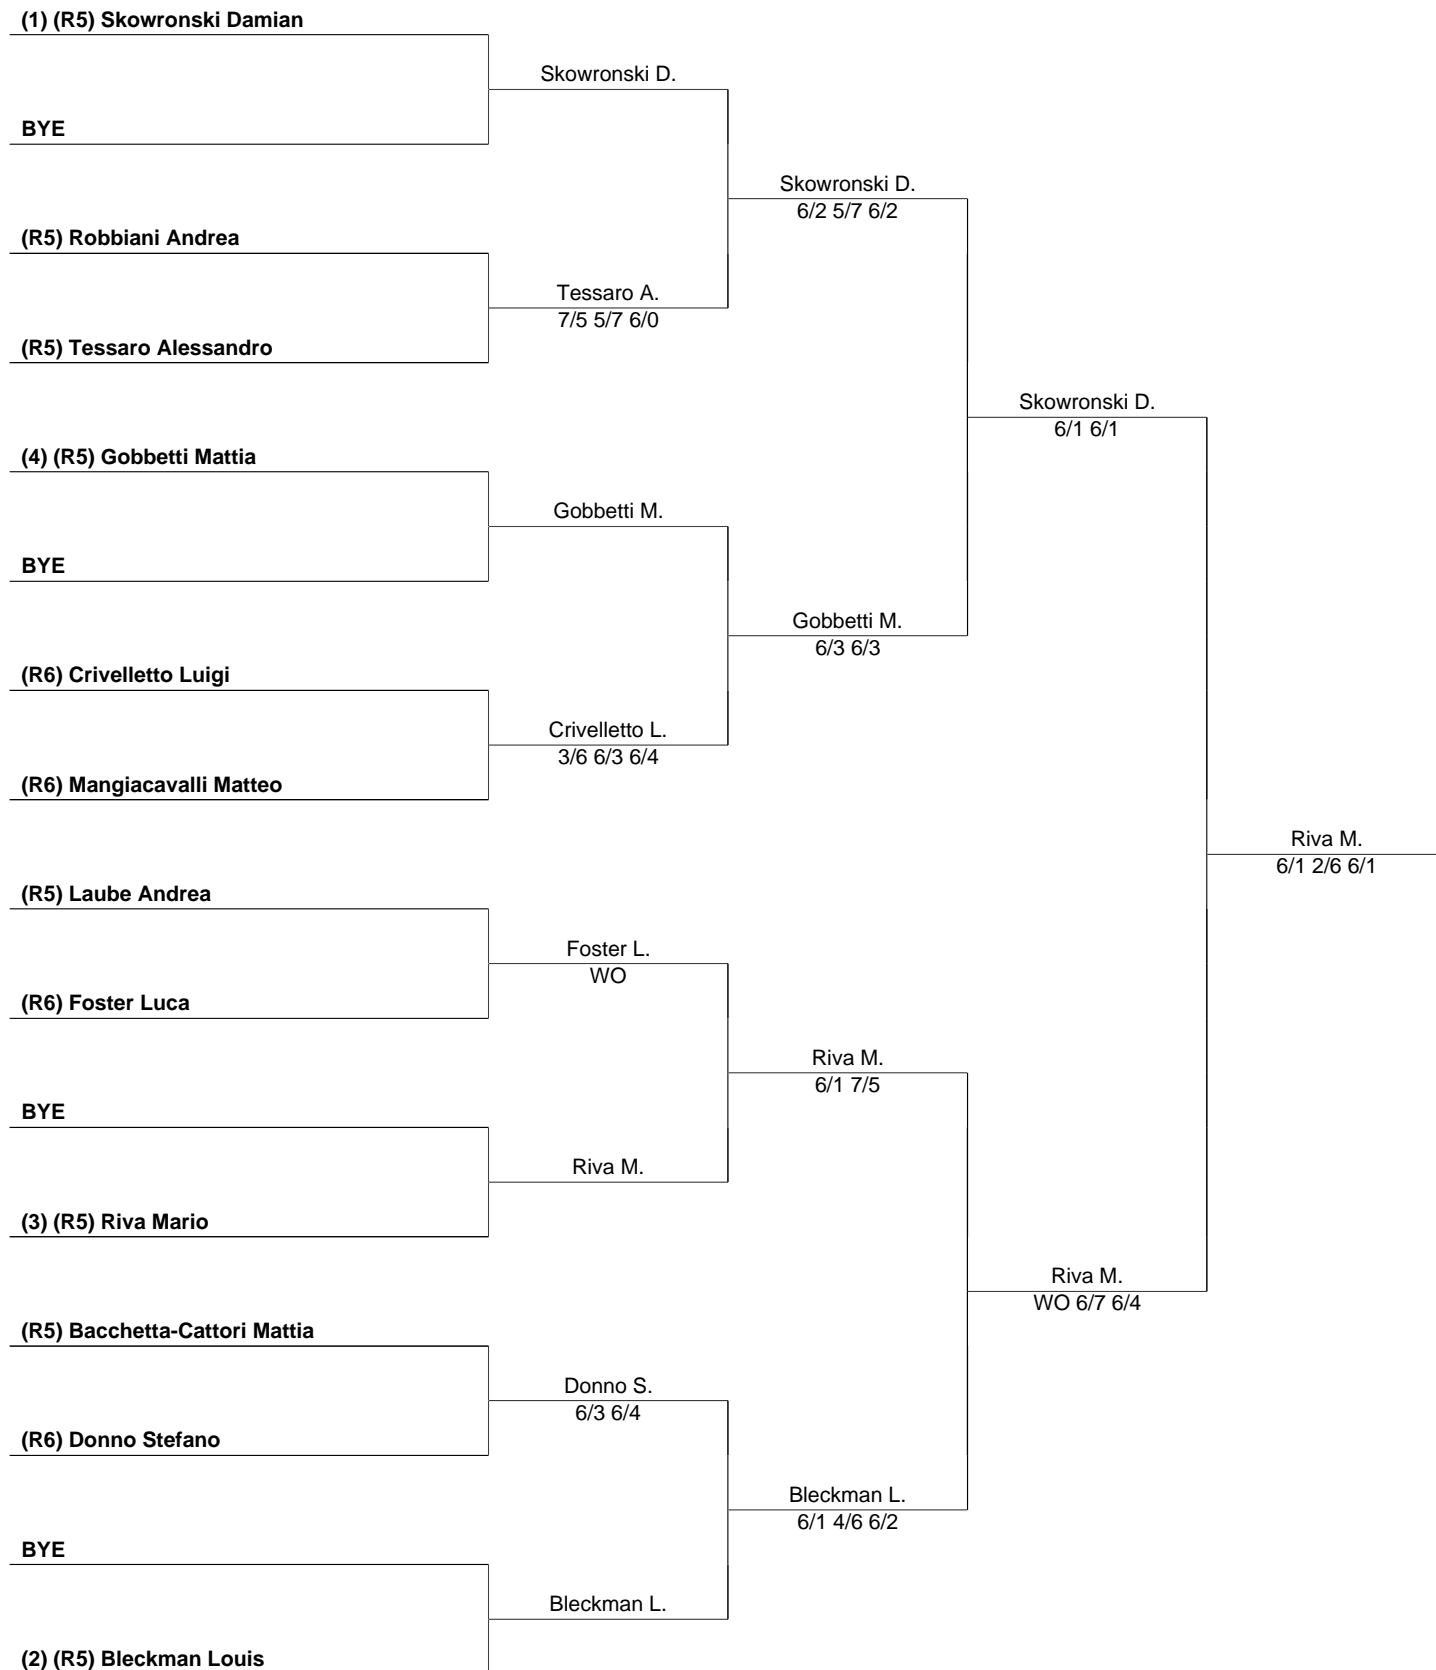 (1) (R5) Skowronski Damian
Skowronski D.
BYE
Skowronski D.
6/2 5/7 6/2
(R5) Robbiani Andrea
Tessaro A.
7/5 5/7 6/0
(R5) Tessaro Alessandro
Skowronski D.
6/1 6/1
(4) (R5) Gobbetti Mattia
Gobbetti M.
BYE
Gobbetti M.
6/3 6/3
(R6) Crivelletto Luigi
Crivelletto L.
3/6 6/3 6/4
(R6) Mangiacavalli Matteo
Riva M.
6/1 2/6 6/1
(R5) Laube Andrea
Foster L.
WO
(R6) Foster Luca
Riva M.
6/1 7/5
BYE
Riva M.
(3) (R5) Riva Mario
Riva M.
WO 6/7 6/4
(R5) Bacchetta-Cattori Mattia
Donno S.
6/3 6/4
(R6) Donno Stefano
Bleckman L.
6/1 4/6 6/2
BYE
Bleckman L.
(2) (R5) Bleckman Louis